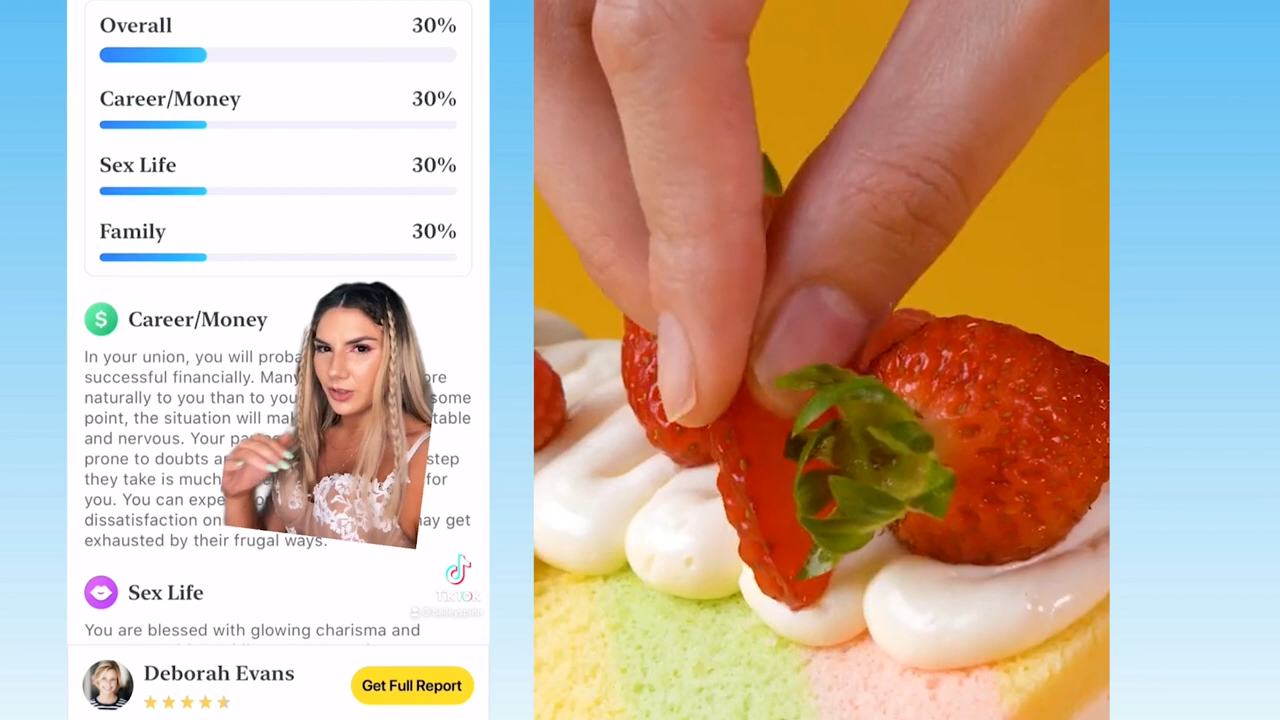 Overall 30%
Career/Money 30%
Sex Life 30%
Family 30%
$ Career/Money
In your union, you will proba
successful financially. Many ore
naturally to you than to you some
point, the situation will mak table
and nervous. Your pa
prone to doubts a step
they take is much for
you. You can expe
dissatisfaction on may get
exhausted by their frugal ways.
TikTok
Sex Life
You are blessed with glowing charisma and
Deborah Evans
Get Full Report